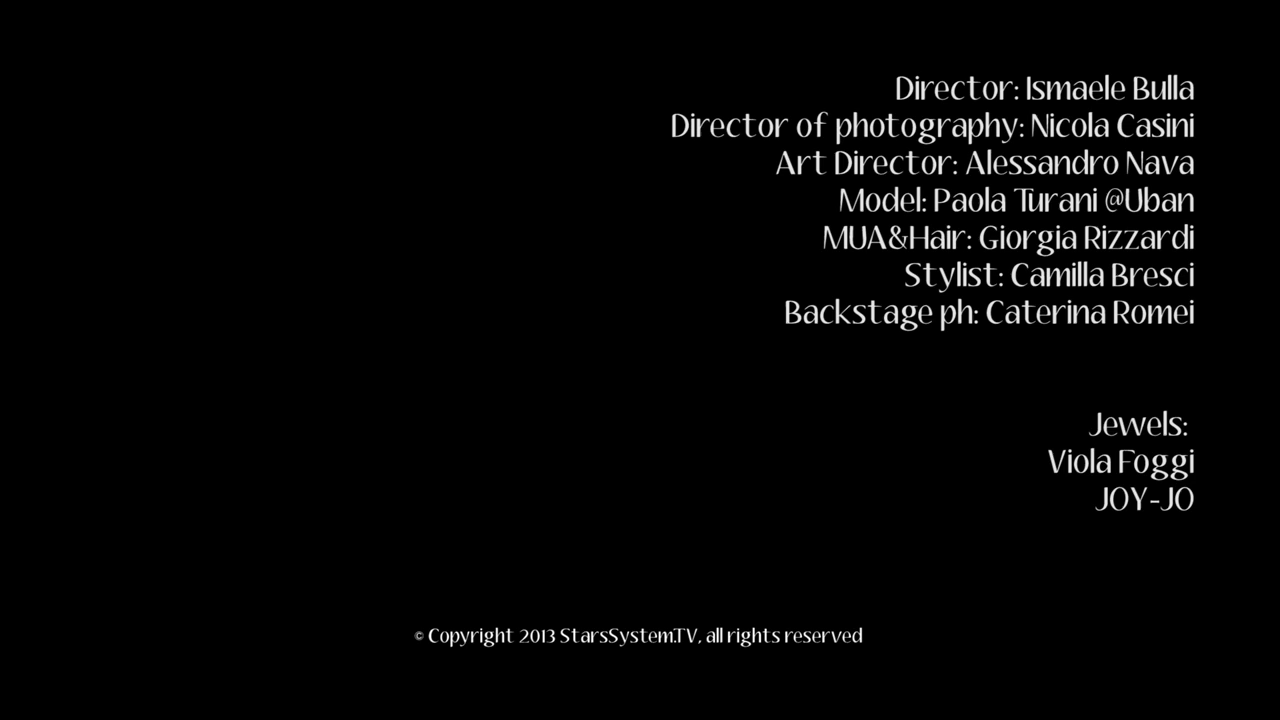 Director: Ismaele Bulla
Director of photography: Nicola Casini
Art Director: Alessandro Nava
Model: Paola Turani @Uban
MUA&Hair: Giorgia Rizzardi
Stylist: Camilla Bresci
Backstage ph: Caterina Romei
Jewels:
Viola Foggi
JOY-JO
© Copyright 2013 StarsSystem.TV, all rights reserved